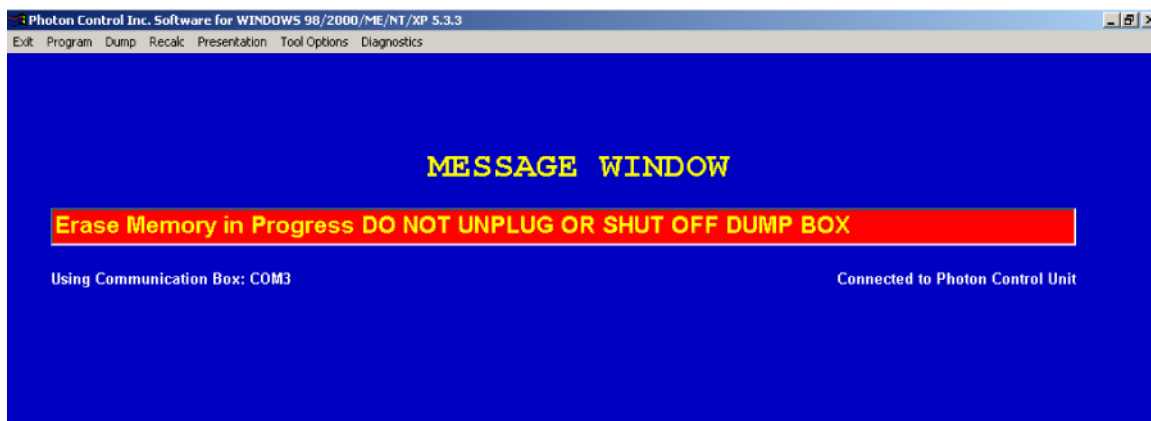 Photon Control Inc. Software for WINDOWS 98/2000/ME/NT/XP 5.3.3
Exit Program Dump Recalc Presentation Tool Options Diagnostics
MESSAGE WINDOW
Erase Memory in Progress DO NOT UNPLUG OR SHUT OFF DUMP BOX
Using Communication Box: COM3 Connected to Photon Control Unit